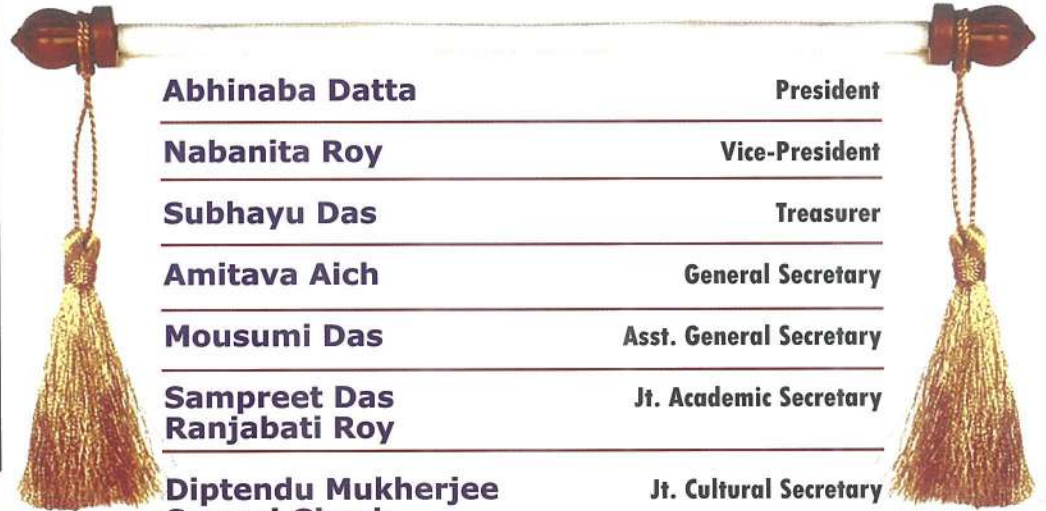 Abhinaba Datta President
Nabanita Roy Vice-President
Subhayu Das Treasurer
Amitava Aich General Secretary
Mousumi Das Asst. General Secretary
Sampreet Das Jt. Academic Secretary
Ranjabati Roy
Diptendu Mukherjee Jt. Cultural Secretary